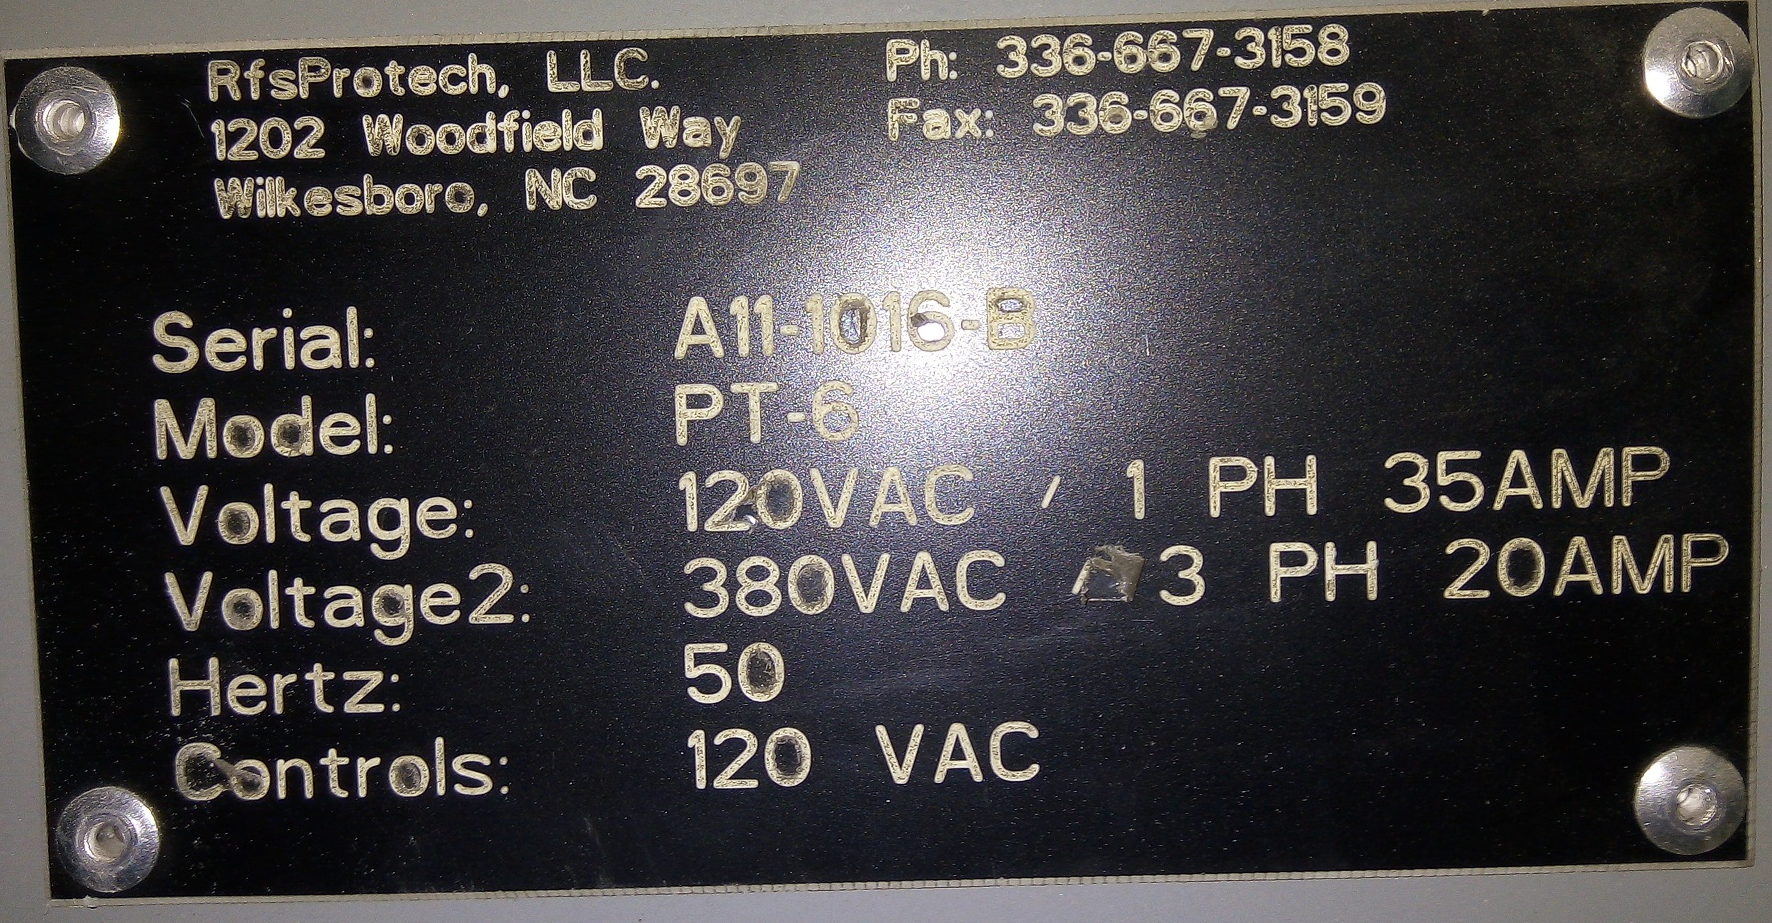 RfsProtech, LLC. Ph: 336-667-3158
1202 Woodfield Way Fax: 336-667-3159
Wilkesboro, NC 28697
Serial: A11-1016-B
Model: PT-6
Voltage: 120VAC / 1 PH 35AMP
Voltage2: 380VAC / 3 PH 20AMP
Hertz: 50
Controls: 120 VAC